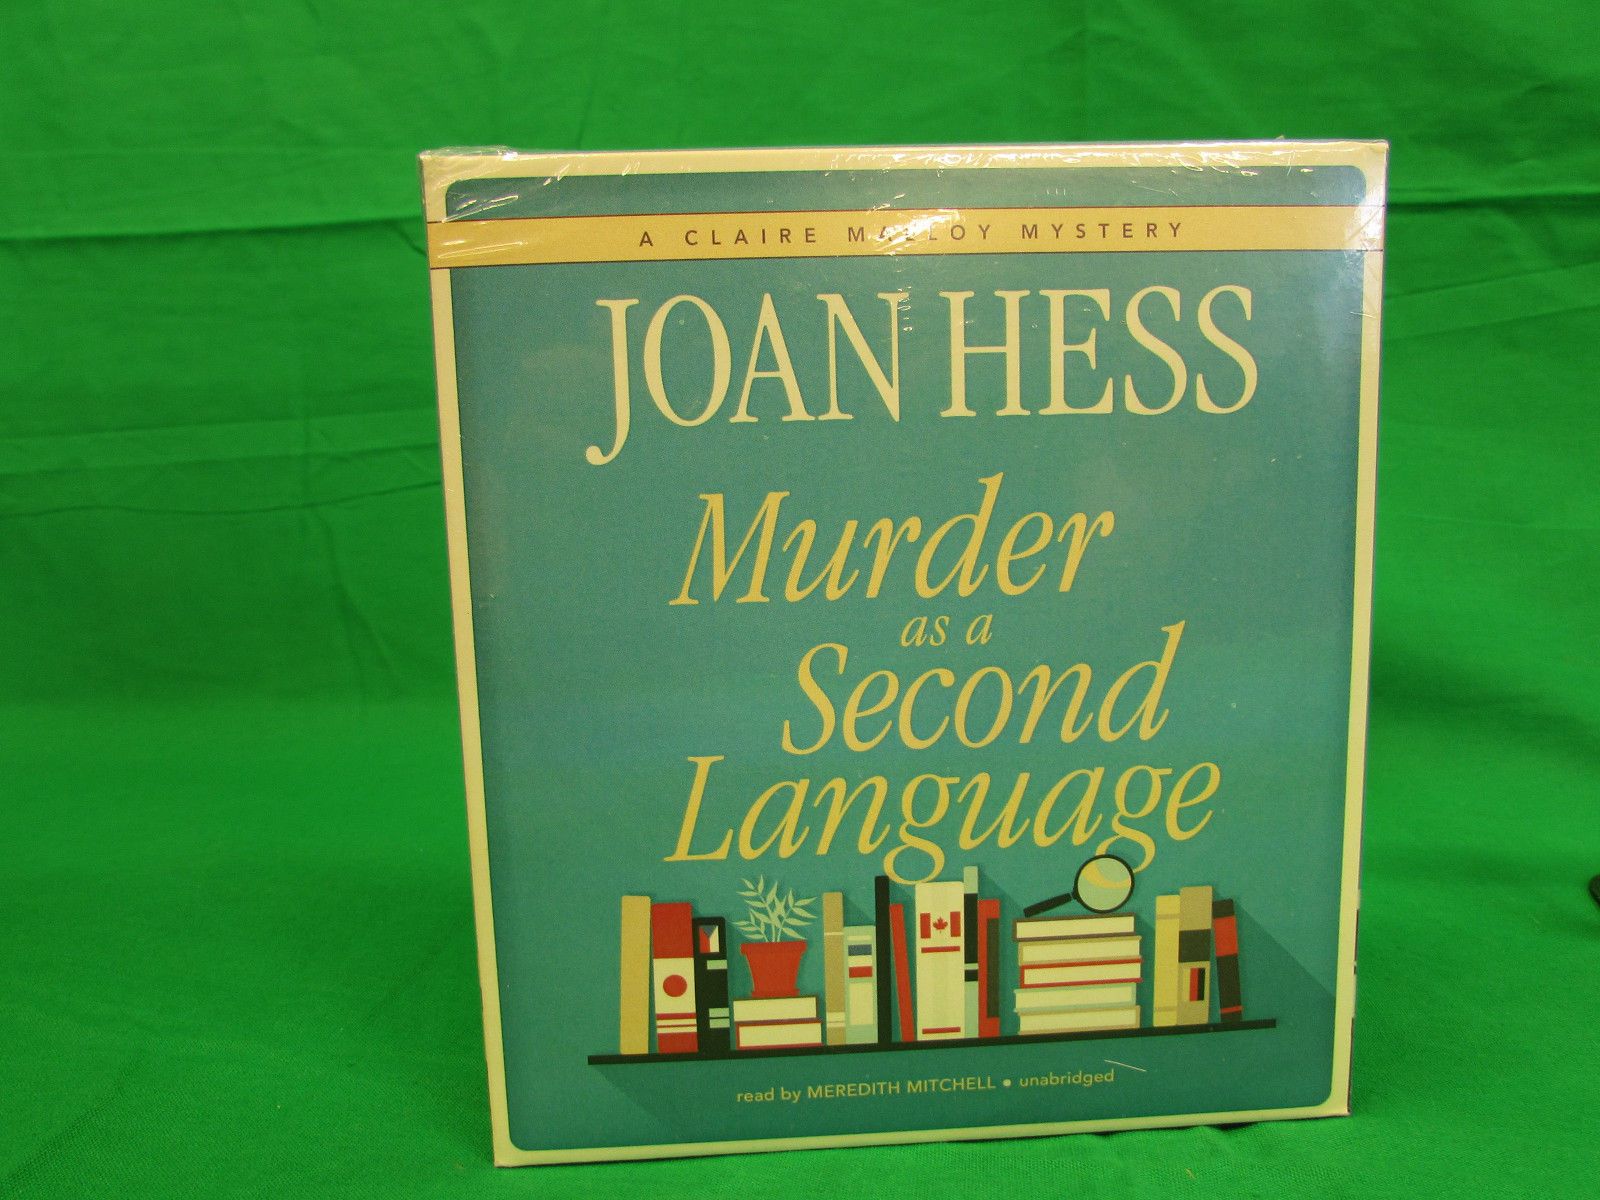 A CLAIRE MALLOY MYSTERY
JOAN HESS
Murder
as a
Second
Language
read by MEREDITH MITCHELL • unabridged